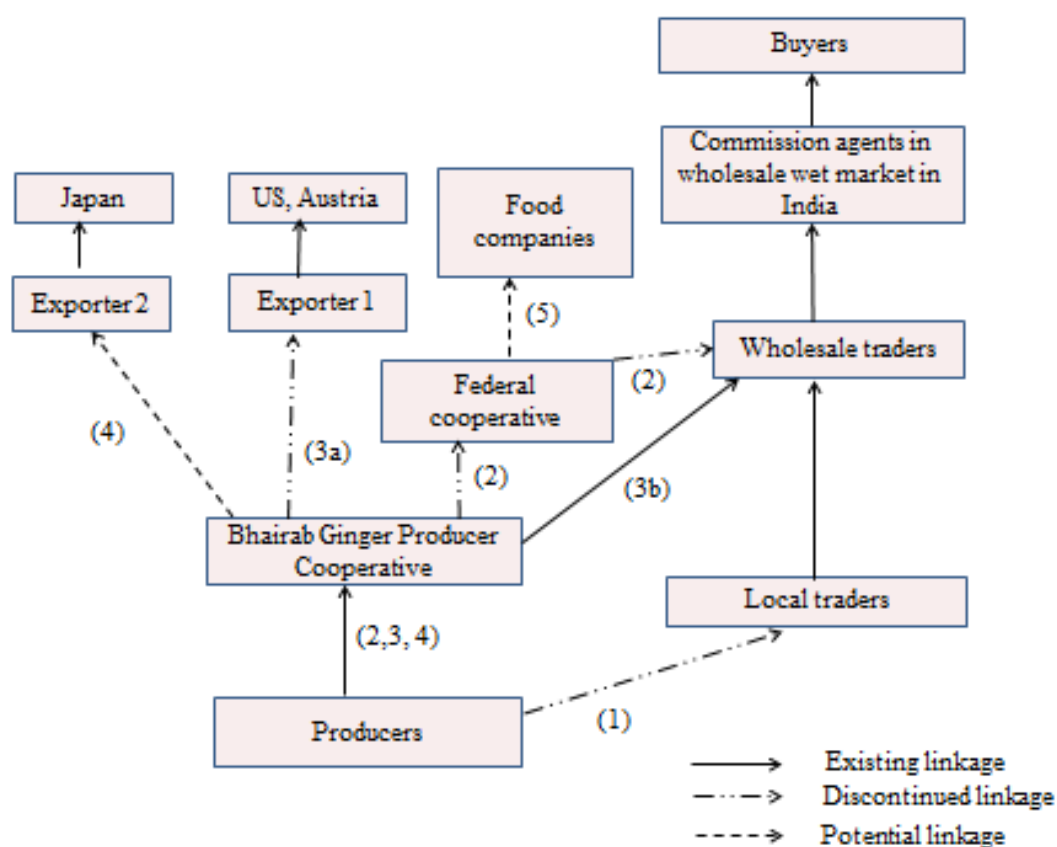 Buyers
Commission agents in
wholesale wet market in
India
Japan
US, Austria
Food
companies
Exporter 2
Exporter 1
(5)
Wholesale traders
Federal
cooperative
(2)
(4)
(3a)
(2)
(3b)
Bhairab Ginger Producer
Cooperative
Local traders
(2,3, 4)
Producers
(1)
Existing linkage
Discontinued linkage
Potential linkage